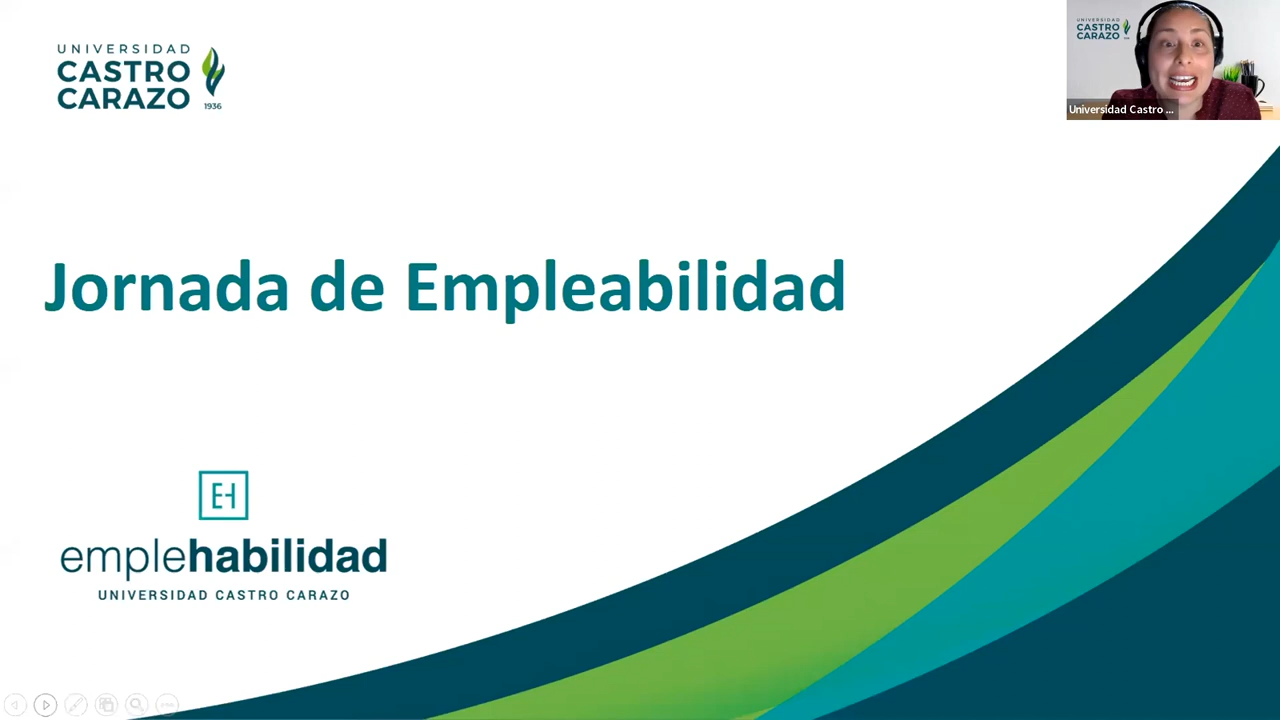 UNIVERSIDAD
CASTRO
CARAZO
1936
UNIVERSIDAD
CASTRO
CARAZO
Universidad Castro ...
Jornada de Empleabilidad
EH
emplehabilidad
UNIVERSIDAD CASTRO CARAZO